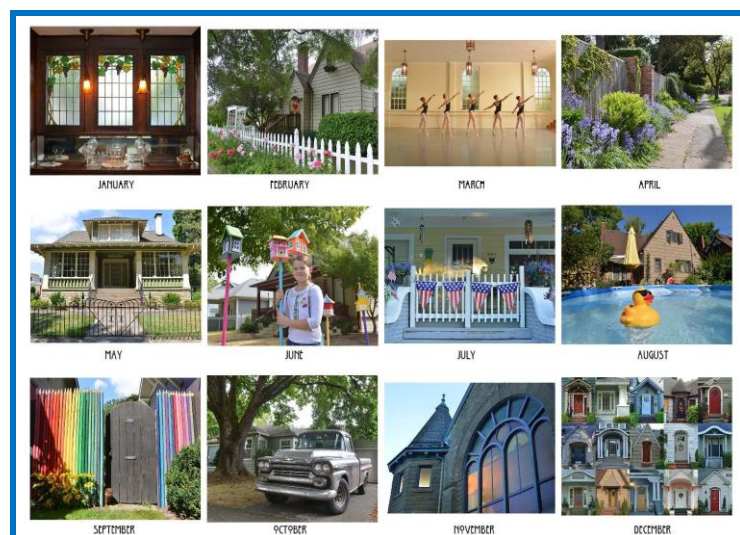 JANUARY FEBRUARY MARCH APRIL
MAY JUNE JULY AUGUST
SEPTEMBER OCTOBER NOVEMBER DECEMBER